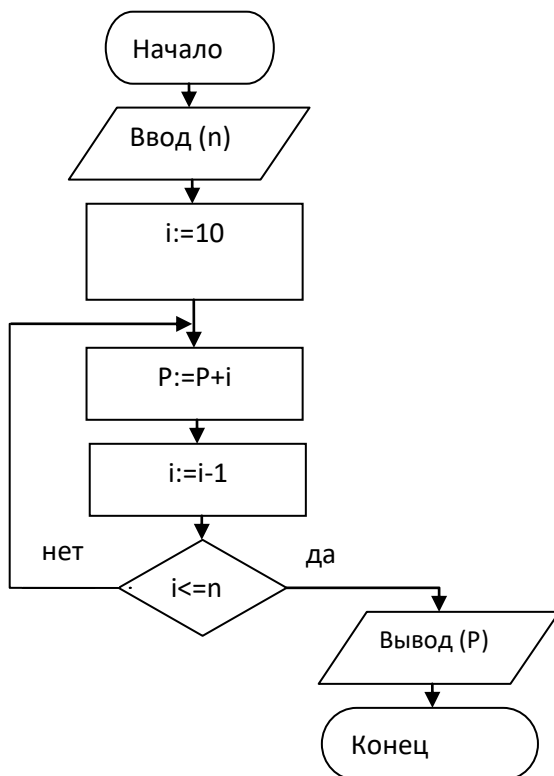 Начало
Ввод (n)
i:=10
P:=P+i
i:=i-1
нет
да
i<=n
Вывод (P)
Конец